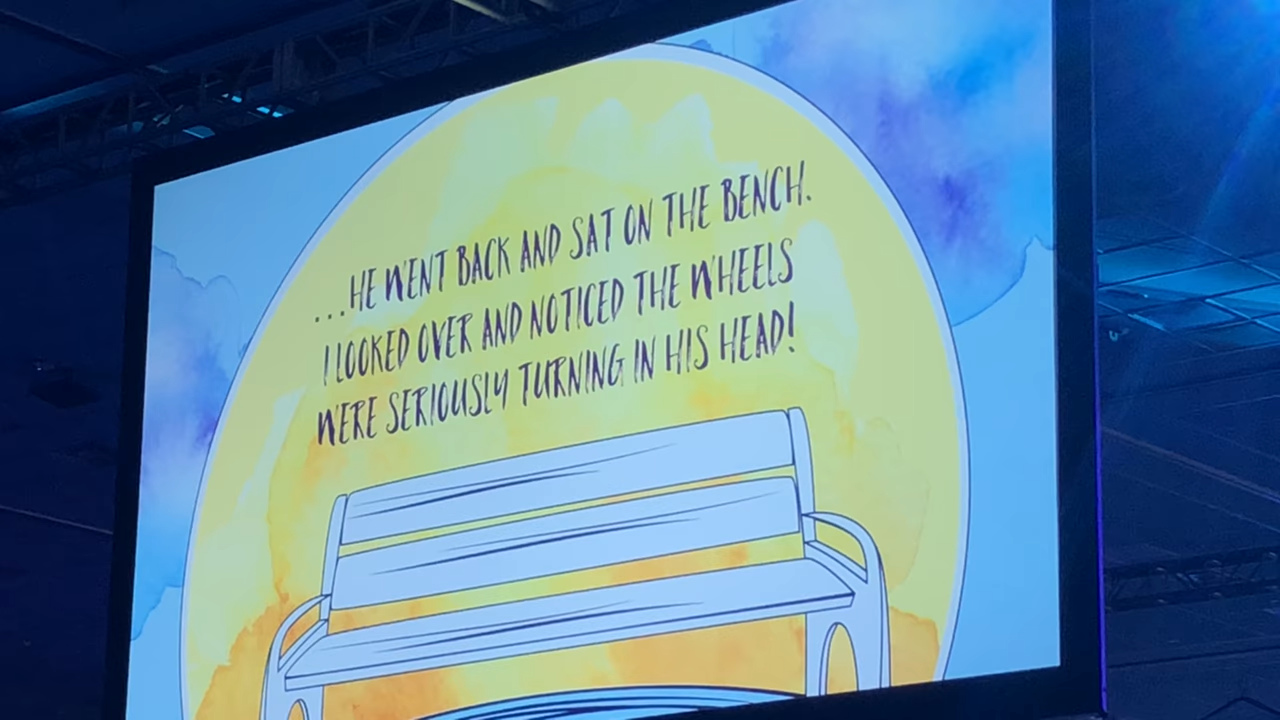 ...HE WENT BACK AND SAT ON THE BENCH.
I LOOKED OVER AND NOTICED THE WHEELS
WERE SERIOUSLY TURNING IN HIS HEAD!